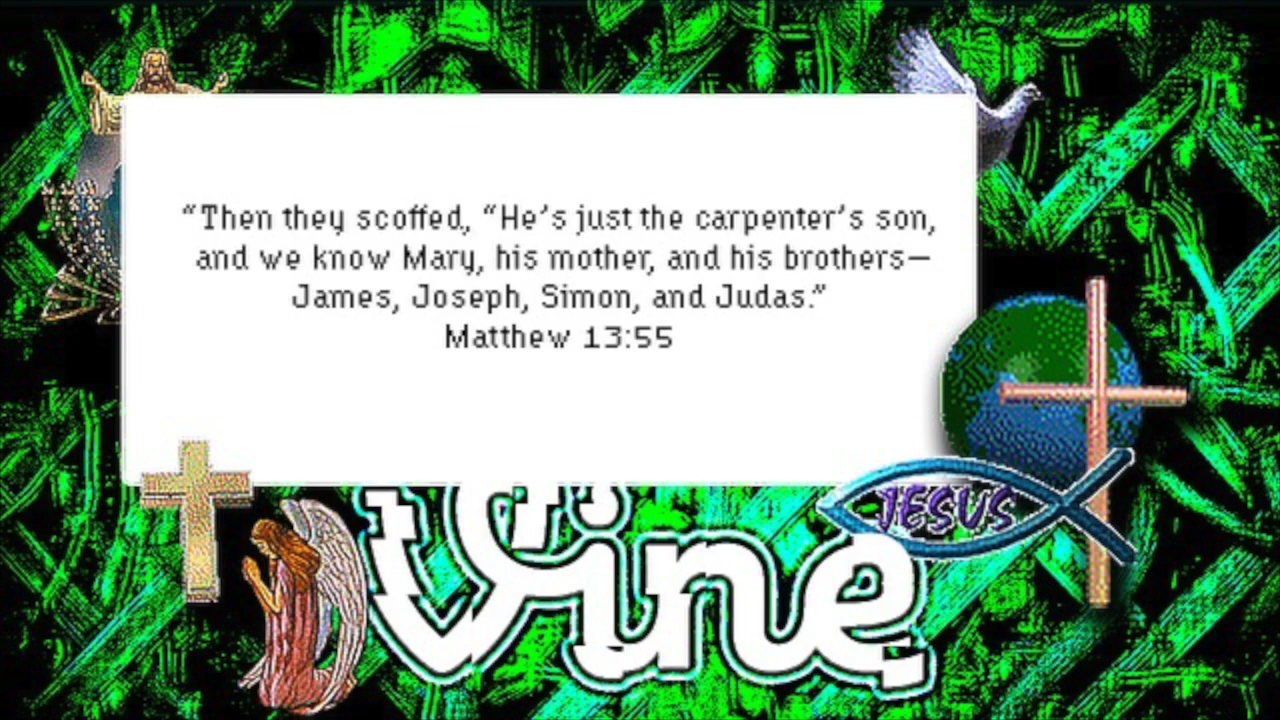 “Then they scoffed, “He’s just the carpenter’s son,
and we know Mary, his mother, and his brothers—
James, Joseph, Simon, and Judas.”
Matthew 13:55
JESUS
Vine